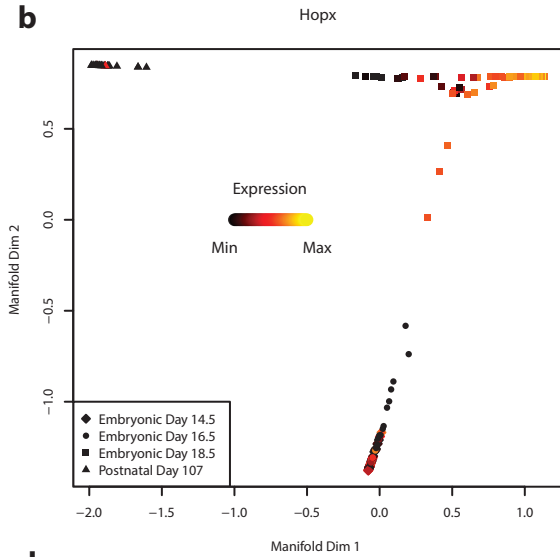 b
Hopx
Manifold Dim 2
0.5
0.0
−0.5
−1.0
Expression
Min Max
Embryonic Day 14.5
Embryonic Day 16.5
Embryonic Day 18.5
Postnatal Day 107
−2.0 −1.5 −1.0 −0.5 0.0 0.5 1.0
Manifold Dim 1